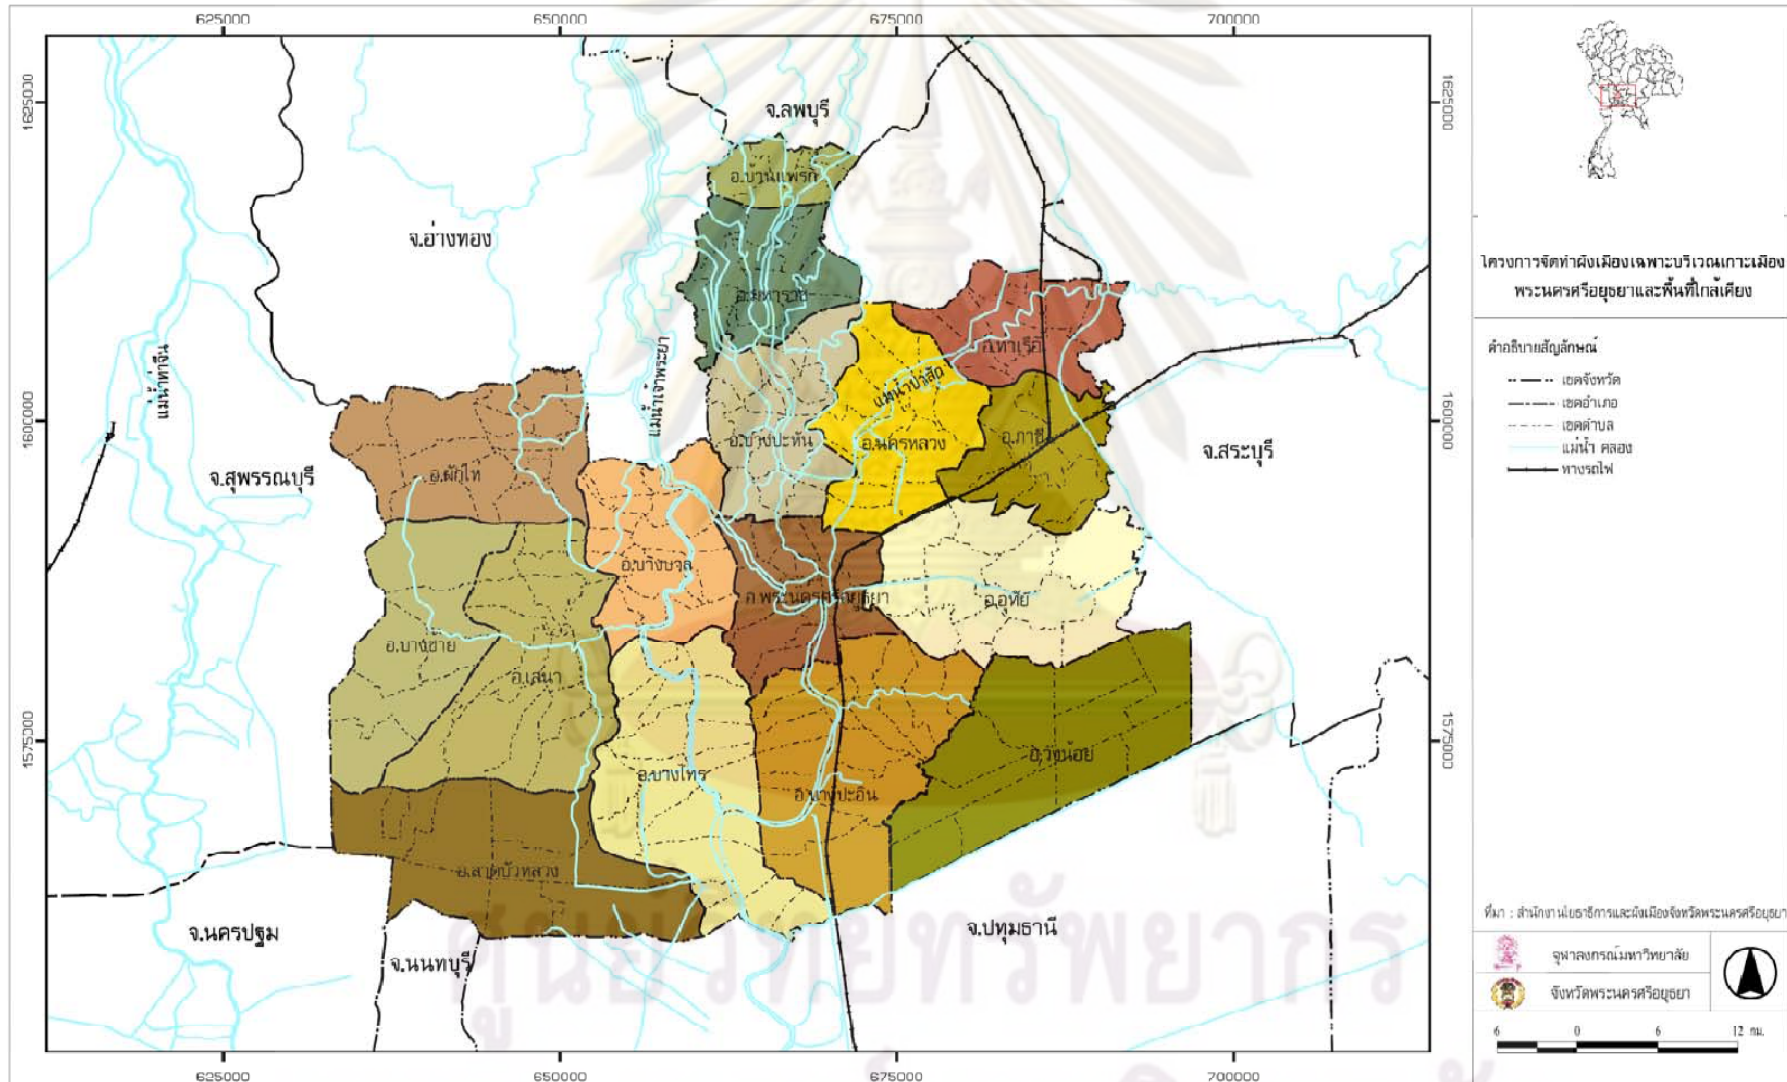 625000 650000 675000 700000
1625000 1625000
1600000 1600000
1575000 1575000
จ.ลพบุรี
อ.บ้านแพรก
จ.อ่างทอง
อ.มหาราช
แม่น้ำท่าจีน
แม่น้ำเจ้าพระยา
อ.ท่าเรือ
แม่น้ำป่าสัก
อ.บางปะหัน
อ.นครหลวง
อ.ภาชี
จ.สระบุรี
จ.สุพรรณบุรี
อ.ผักไห่
อ.บางบาล
อ.พระนครศรีอยุธยา
อ.อุทัย
อ.บางซ้าย
อ.เสนา
อ.บางไทร
อ.บางปะอิน
อ.วังน้อย
อ.ลาดบัวหลวง
จ.นครปฐม
จ.นนทบุรี
จ.ปทุมธานี
ศูนย์วิทยทรัพยากร
625000 650000 675000 700000
โครงการจัดทำผังเมืองเฉพาะบริเวณเกาะเมือง
พระนครศรีอยุธยาและพื้นที่ใกล้เคียง
คำอธิบายสัญลักษณ์
เขตจังหวัด
เขตอำเภอ
เขตตำบล
แม่น้ำ คลอง
ทางรถไฟ
ที่มา : สำนักงานโยธาธิการและผังเมืองจังหวัดพระนครศรีอยุธยา
จุฬาลงกรณ์มหาวิทยาลัย
จังหวัดพระนครศรีอยุธยา
6 0 6 12 กม.